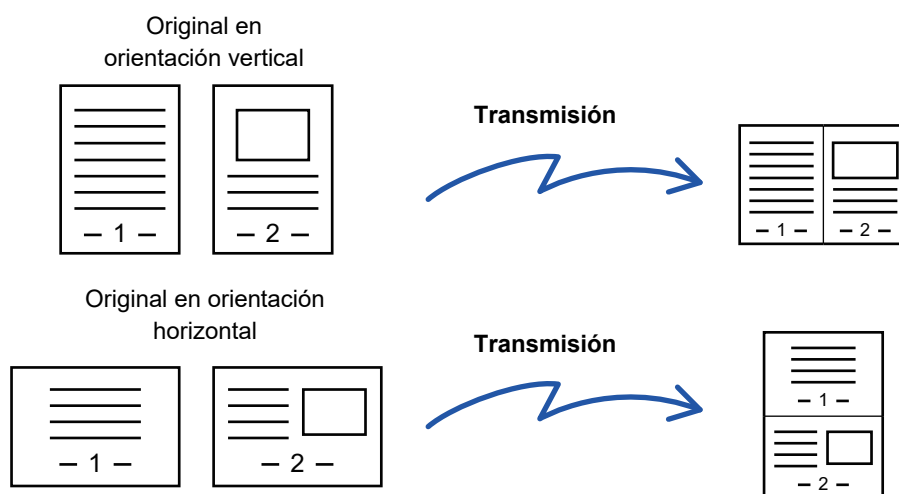 Original en
orientación vertical
Transmisión
– 1 –
– 2 –
– 1 –
– 2 –
Original en orientación
horizontal
Transmisión
– 1 –
– 2 –
– 1 –
– 2 –